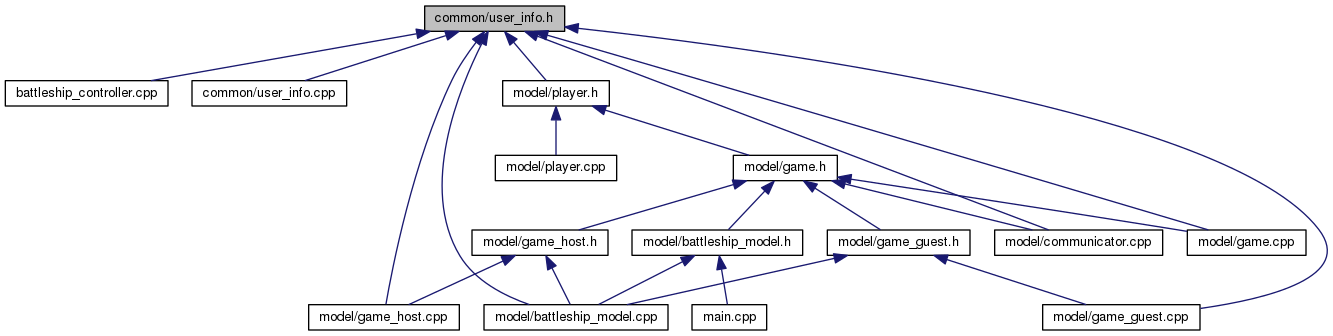 common/user_info.h
battleship_controller.cpp
common/user_info.cpp
model/player.h
model/player.cpp
model/game.h
model/game_host.h
model/battleship_model.h
model/game_guest.h
model/communicator.cpp
model/game.cpp
model/game_host.cpp
model/battleship_model.cpp
main.cpp
model/game_guest.cpp